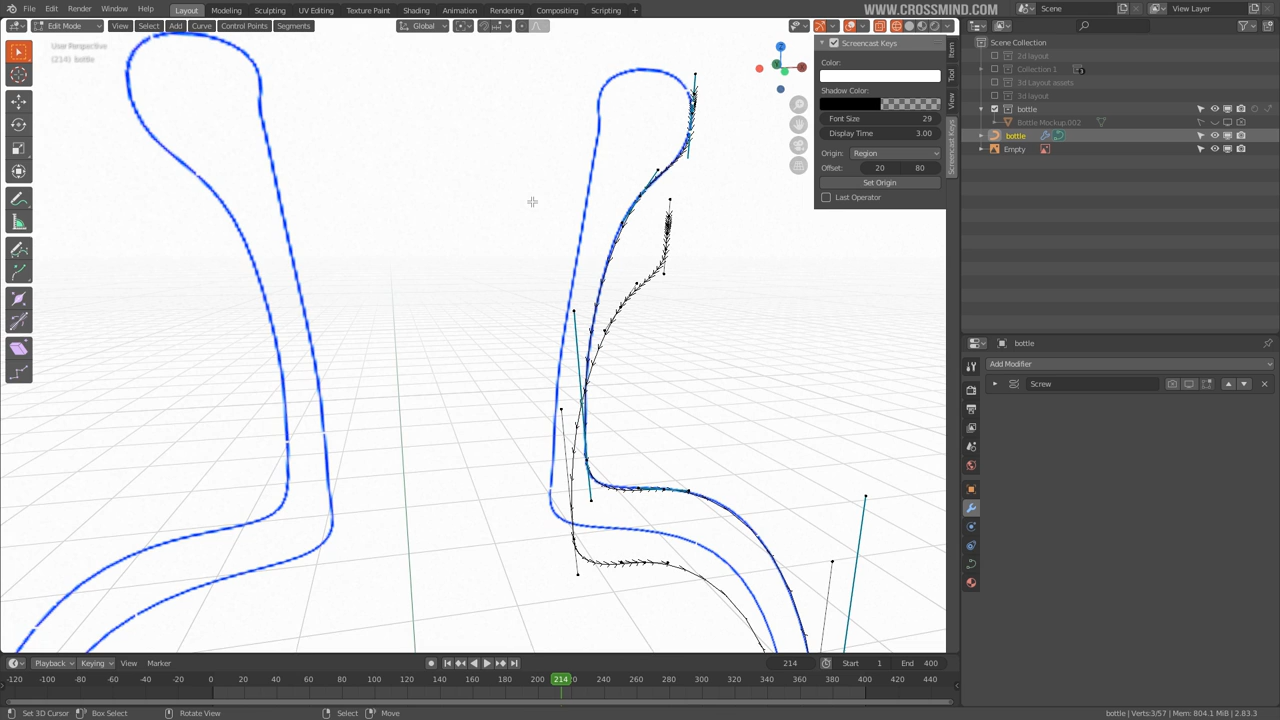 File Edit Render Window Help Layout Modeling Sculpting UV Editing Texture Paint Shading Animation Rendering Compositing Scripting WWW.CROSSMIND.COM Scene View Layer
Edit Mode View Select Add Curve Control Points Segments Global
User Perspective
(214) bottle
Screencast Keys
Color:
Shadow Color:
Font Size 29
Display Time 3.00
Origin: Region
Offset: 20 80
Set Origin
Last Operator
Item
Tool
View
Screencast Keys
Scene Collection
2d layout
Collection 1
3d Layout assets
3d layout
bottle
Bottle Mockup.002
bottle
Empty
bottle
Add Modifier
Screw
Playback Keying View Marker 214 Start 1 End 400
-120 -100 -80 -60 -40 -20 0 20 40 60 80 100 120 140 160 180 200 214 220 240 260 280 300 320 340 360 380 400 420 440
Set 3D Cursor Box Select Rotate View Select Move bottle | Verts:3/57 | Mem: 804.1 MiB | 2.83.3